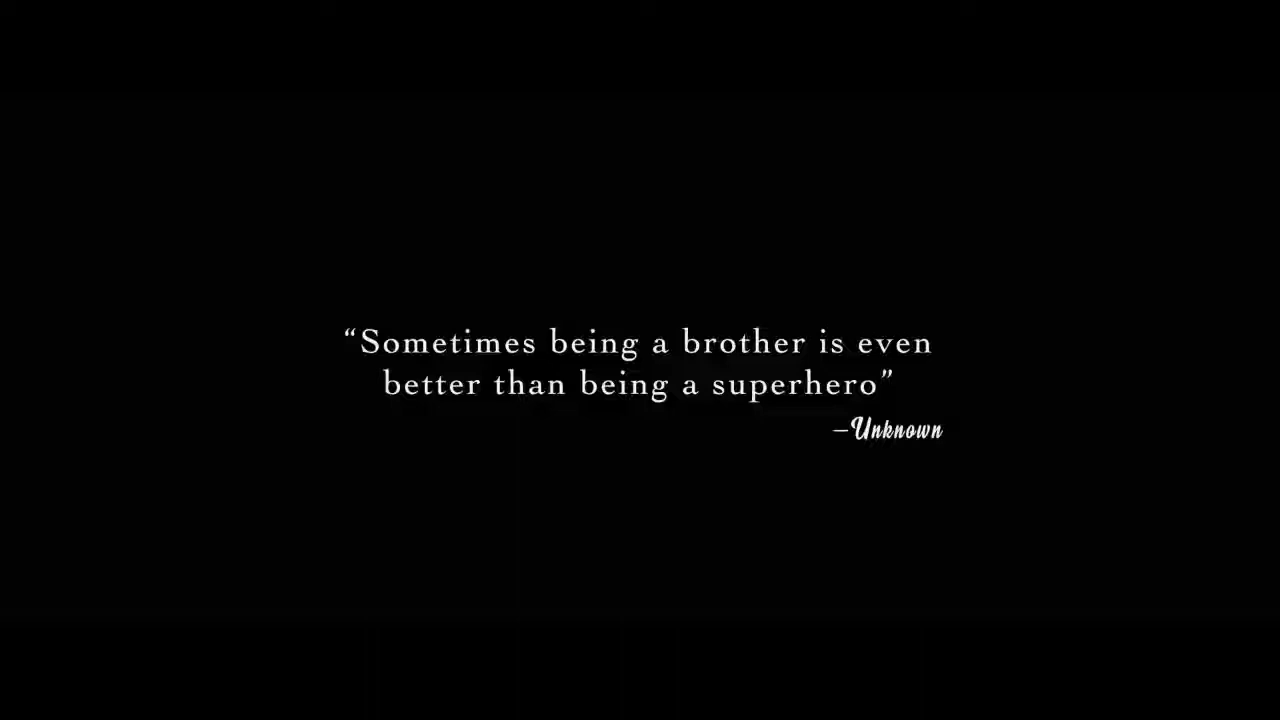 “Sometimes being a brother is even
better than being a superhero”
—Unknown